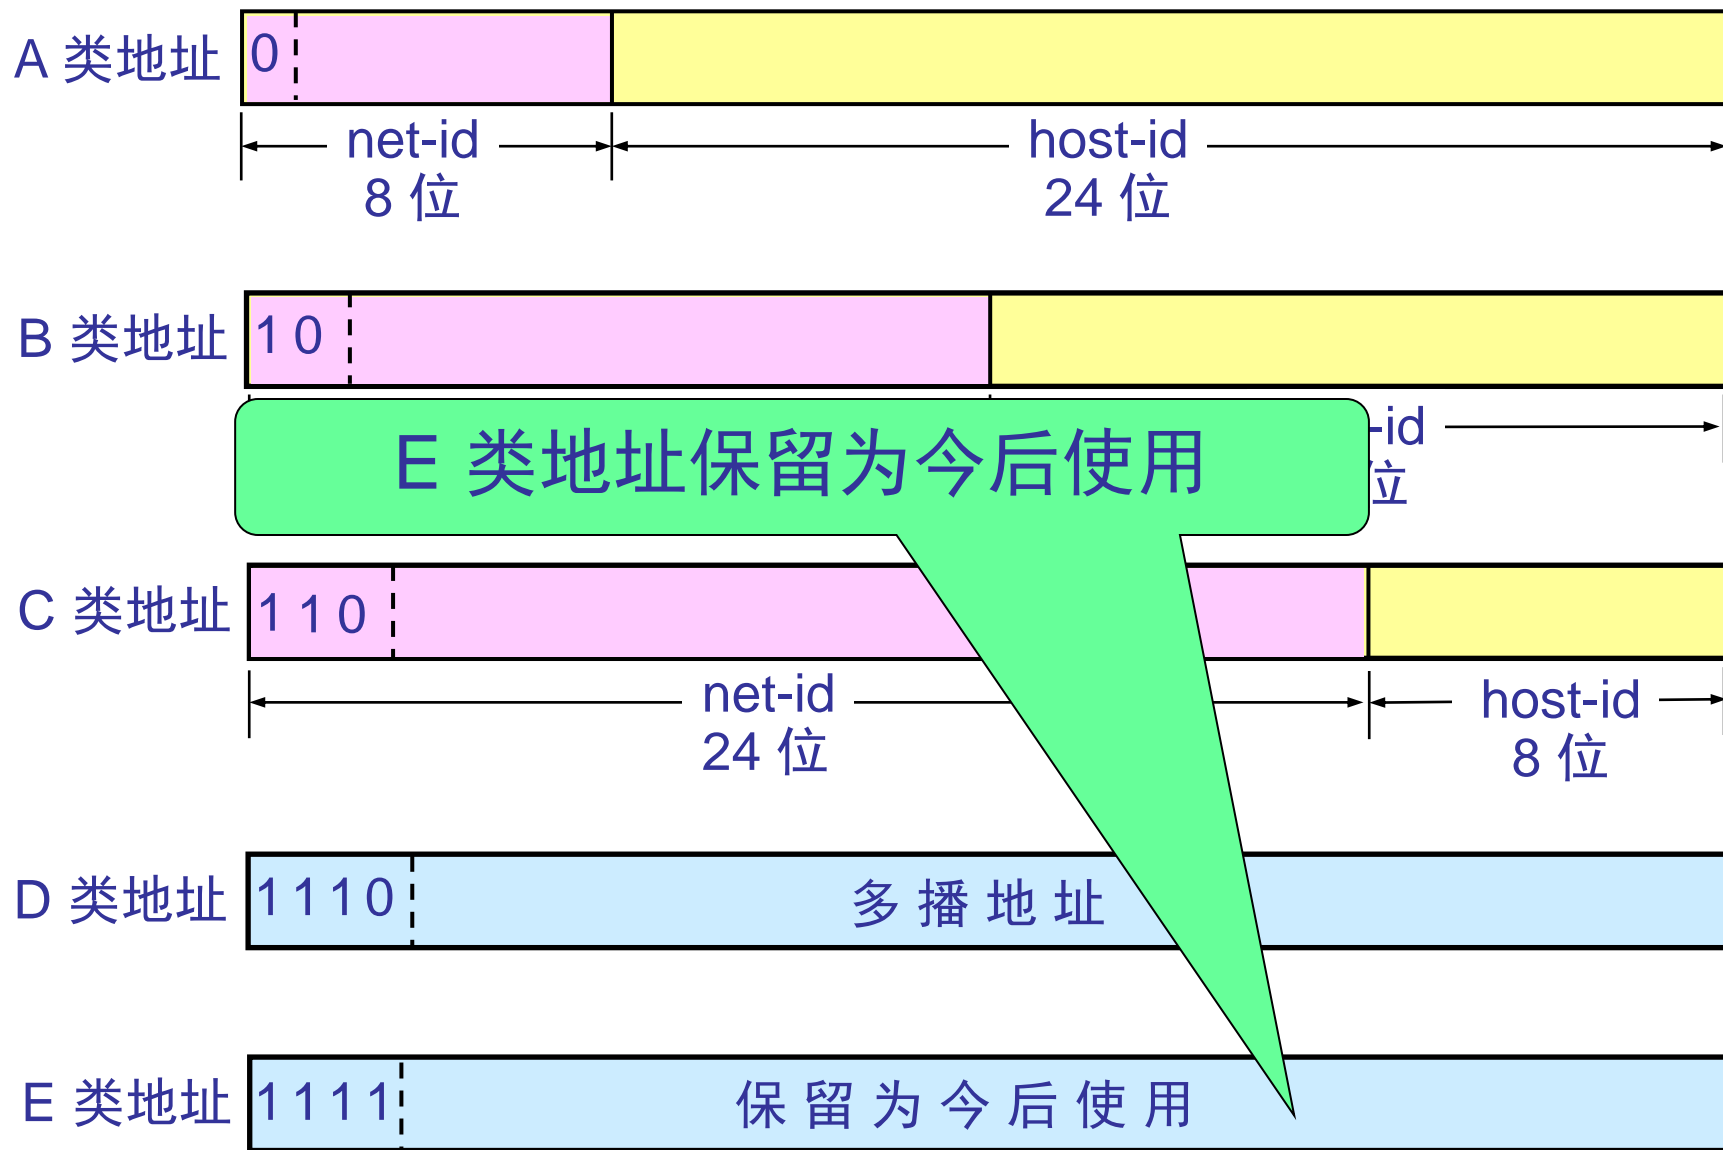 A 类地址 0
net-id host-id
8 位 24 位
B 类地址 1 0
E 类地址保留为今后使用 -id
位
C 类地址 1 1 0
net-id host-id
24 位 8 位
D 类地址 1 1 1 0 多 播 地 址
E 类地址 1 1 1 1 保 留 为 今 后 使 用